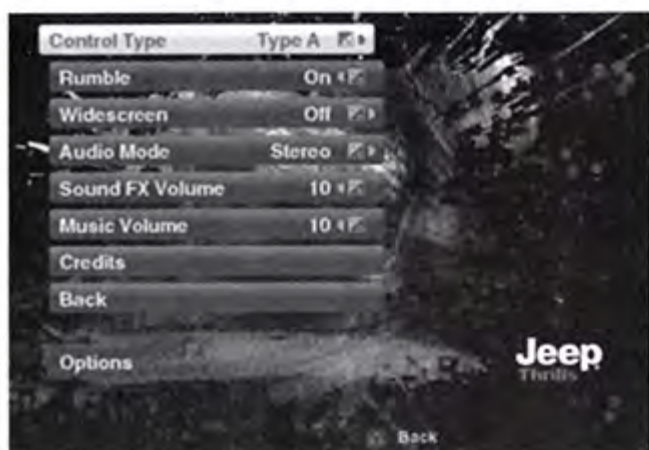 Control Type Type A
Rumble On
Widescreen Off
Audio Mode Stereo
Sound FX Volume 10
Music Volume 10
Credits
Back
Options
Jeep
Thrills
Back